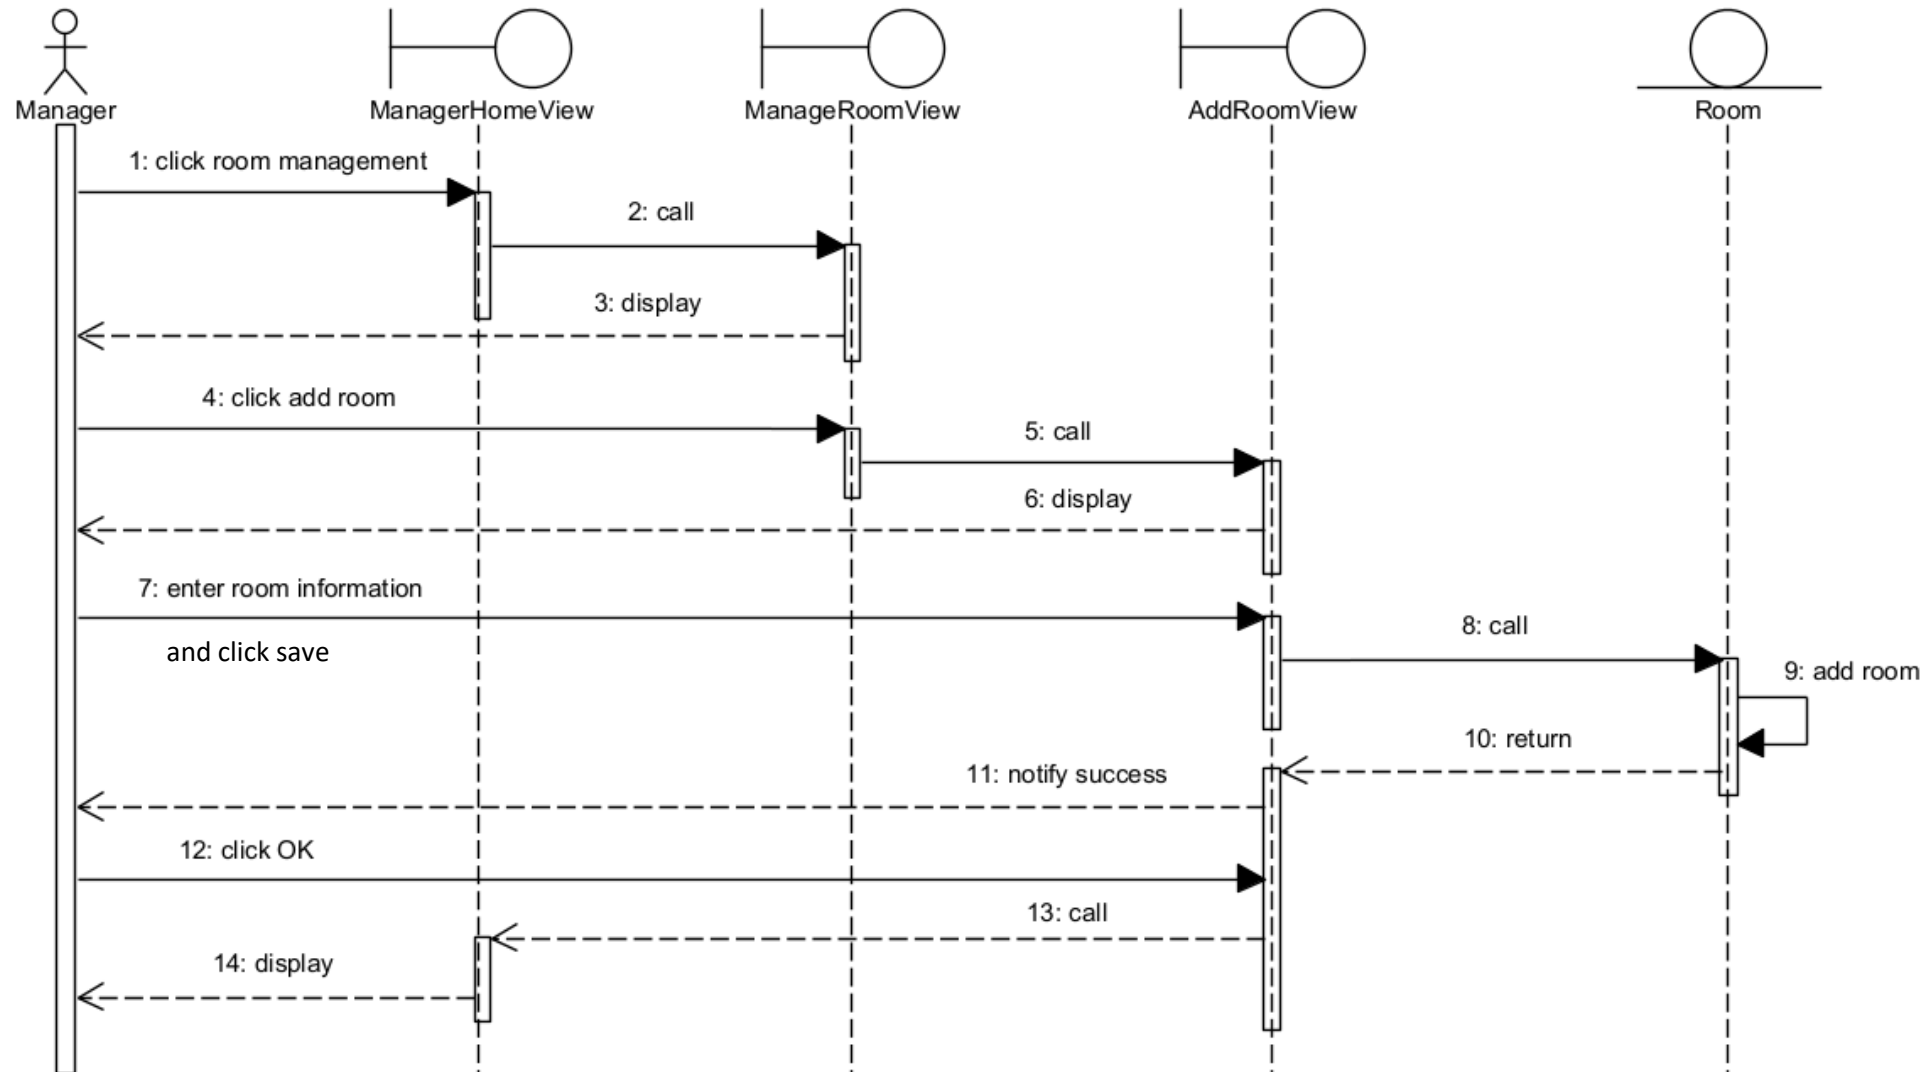 Manager
ManagerHomeView
ManageRoomView
AddRoomView
Room
1: click room management
2: call
3: display
4: click add room
5: call
6: display
7: enter room information
and click save
8: call
9: add room
10: return
11: notify success
12: click OK
13: call
14: display